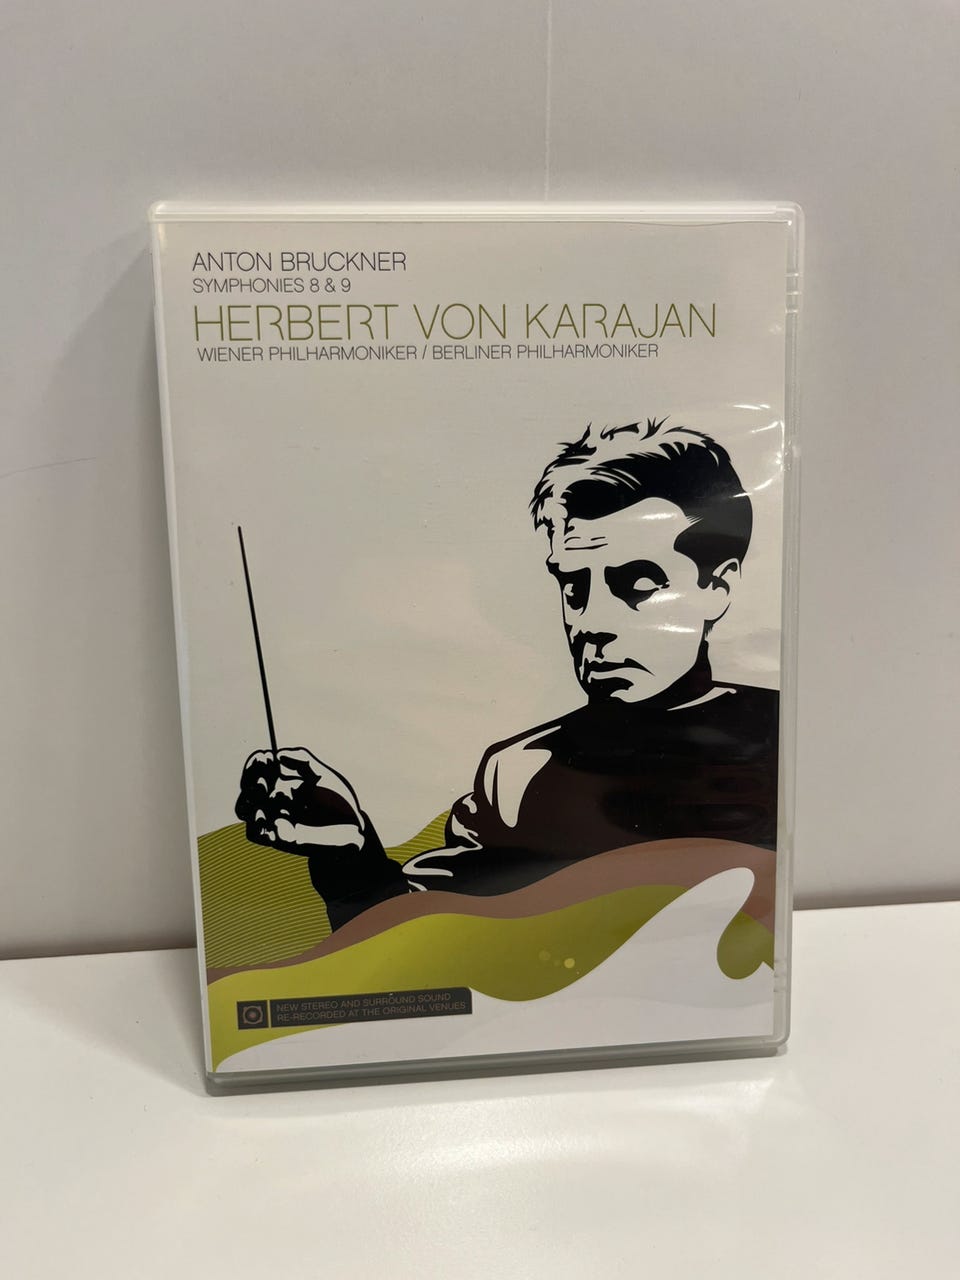 ANTON BRUCKNER
SYMPHONIES 8 & 9
HERBERT VON KARAJAN
WIENER PHILHARMONIKER / BERLINER PHILHARMONIKER
NEW STEREO AND SURROUND SOUND
RE-RECORDED AT THE ORIGINAL VENUES